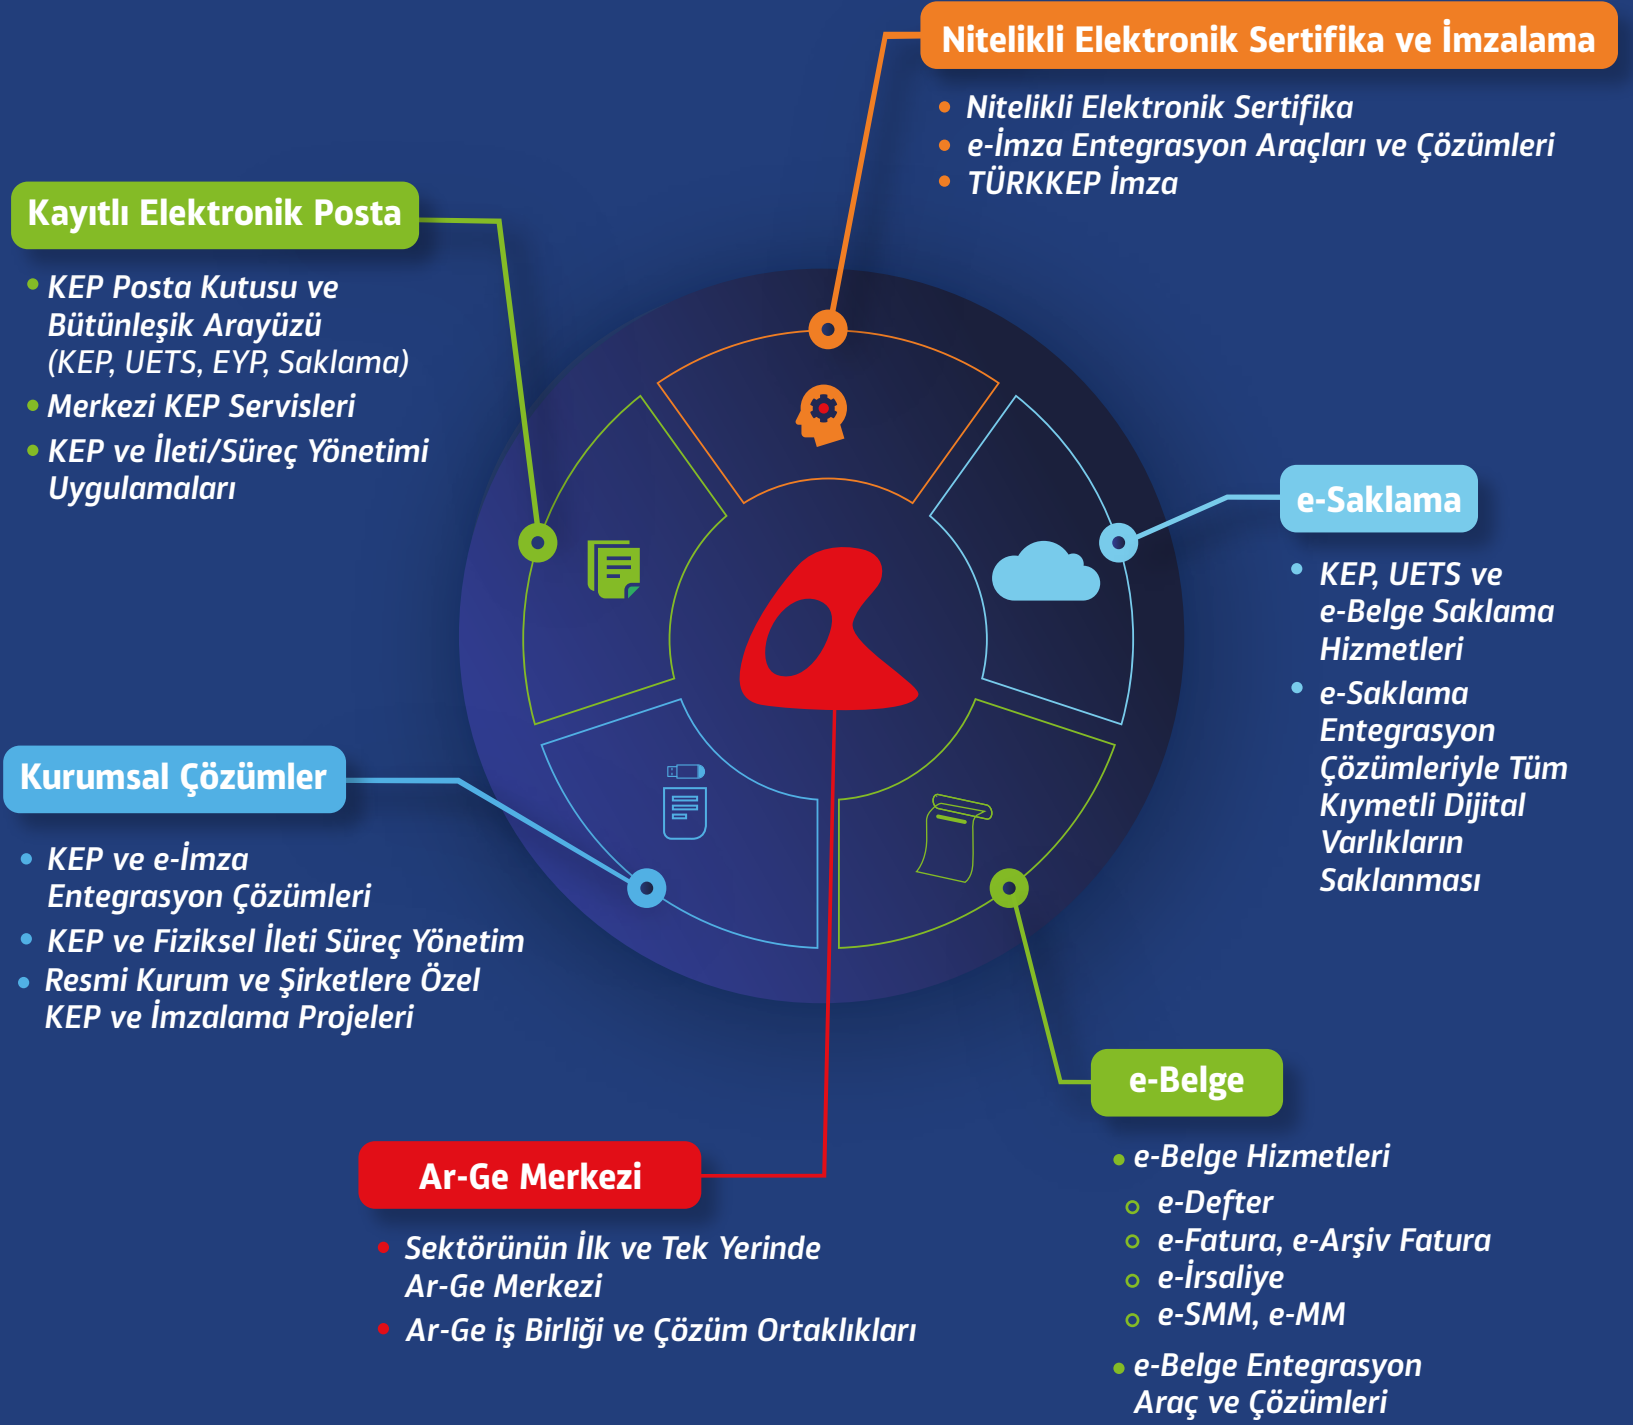 Nitelikli Elektronik Sertifika ve İmzalama
• Nitelikli Elektronik Sertifika
• e-İmza Entegrasyon Araçları ve Çözümleri
• TÜRKKEP İmza
Kayıtlı Elektronik Posta
• KEP Posta Kutusu ve
Bütünleşik Arayüzü
(KEP, UETS, EYP, Saklama)
• Merkezi KEP Servisleri
• KEP ve İleti/Süreç Yönetimi
Uygulamaları
e-Saklama
• KEP, UETS ve
e-Belge Saklama
Hizmetleri
• e-Saklama
Entegrasyon
Çözümleriyle Tüm
Kıymetli Dijital
Varlıkların
Saklanması
Kurumsal Çözümler
• KEP ve e-İmza
Entegrasyon Çözümleri
• KEP ve Fiziksel İleti Süreç Yönetim
• Resmi Kurum ve Şirketlere Özel
KEP ve İmzalama Projeleri
e-Belge
• e-Belge Hizmetleri
o e-Defter
o e-Fatura, e-Arşiv Fatura
o e-İrsaliye
o e-SMM, e-MM
• e-Belge Entegrasyon
Araç ve Çözümleri
Ar-Ge Merkezi
• Sektörünün İlk ve Tek Yerinde
Ar-Ge Merkezi
• Ar-Ge iş Birliği ve Çözüm Ortaklıkları